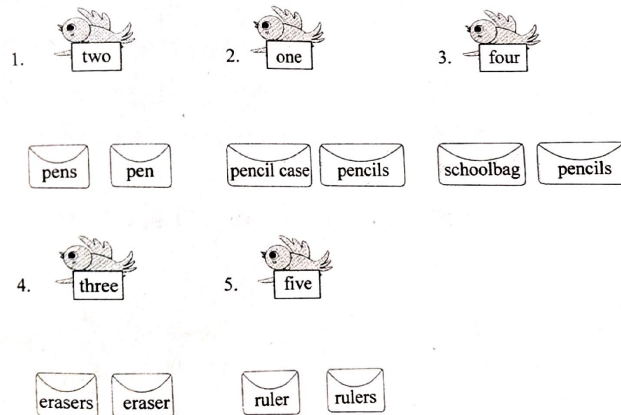 1. two 2. one 3. four
pens pen pencil case pencils schoolbag pencils
4. three 5. five
erasers eraser ruler rulers